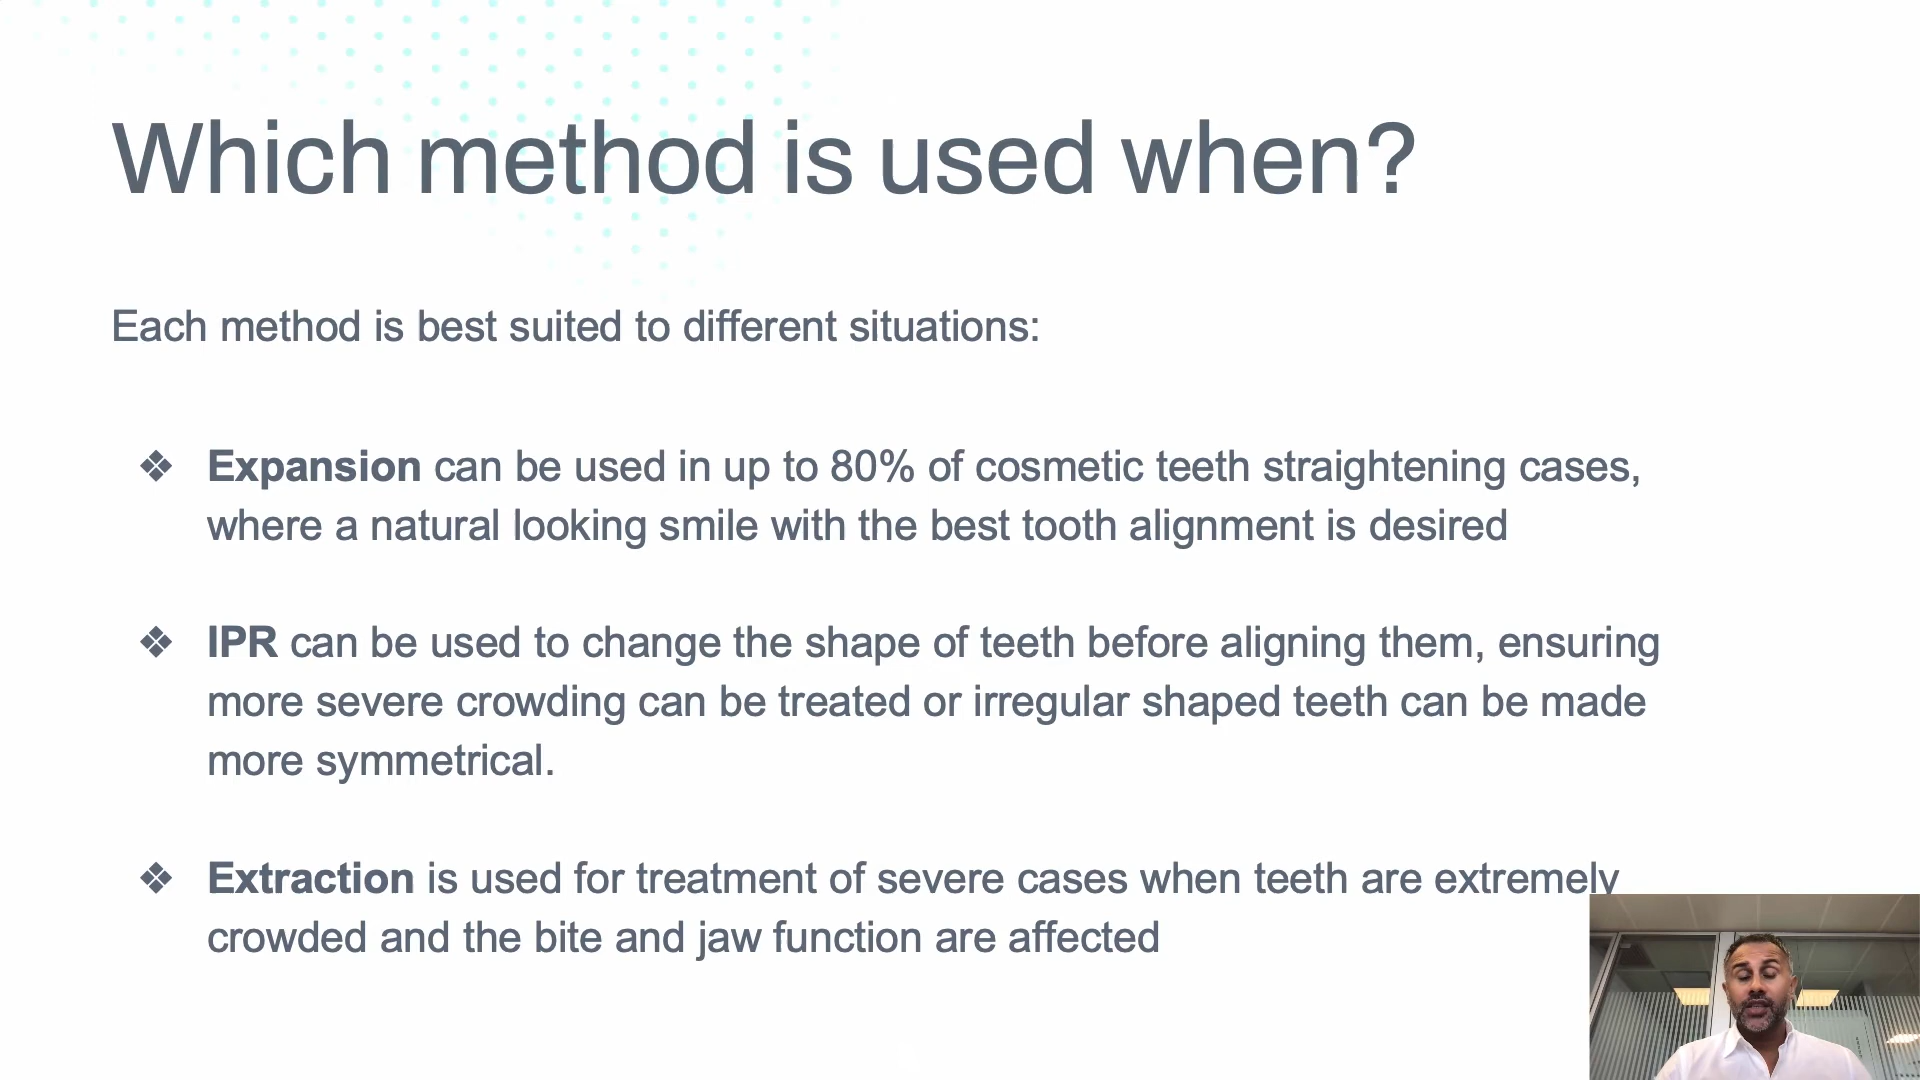 Which method is used when?
Each method is best suited to different situations:
❖ Expansion can be used in up to 80% of cosmetic teeth straightening cases,
where a natural looking smile with the best tooth alignment is desired
❖ IPR can be used to change the shape of teeth before aligning them, ensuring
more severe crowding can be treated or irregular shaped teeth can be made
more symmetrical.
❖ Extraction is used for treatment of severe cases when teeth are extremely
crowded and the bite and jaw function are affected